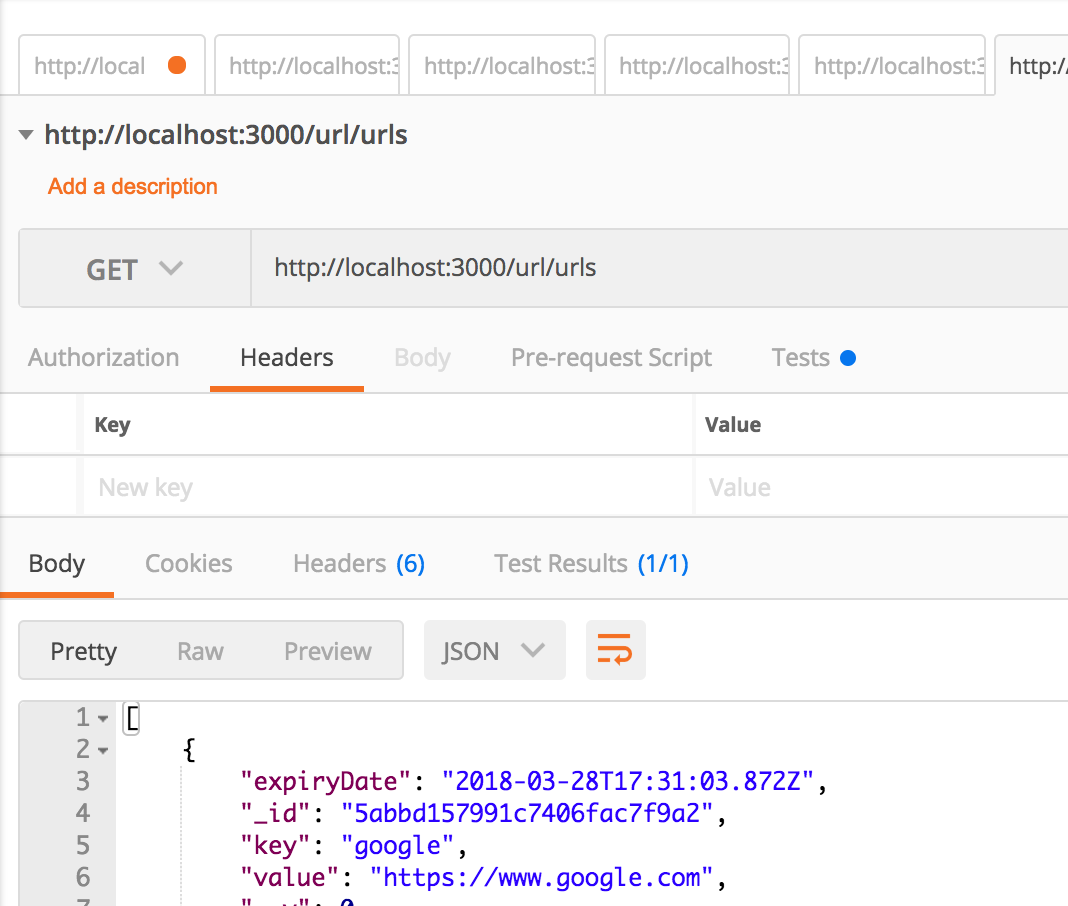 http://local http://localhost:3 http://localhost:3 http://localhost:3 http://localhost:3 http:/
http://localhost:3000/url/urls
Add a description
GET http://localhost:3000/url/urls
Authorization Headers Body Pre-request Script Tests
Key Value
New key Value
Body Cookies Headers (6) Test Results (1/1)
Pretty Raw Preview JSON
1 [
2 {
3 "expiryDate": "2018-03-28T17:31:03.872Z",
4 "_id": "5abbd157991c7406fac7f9a2",
5 "key": "google",
6 "value": "https://www.google.com",